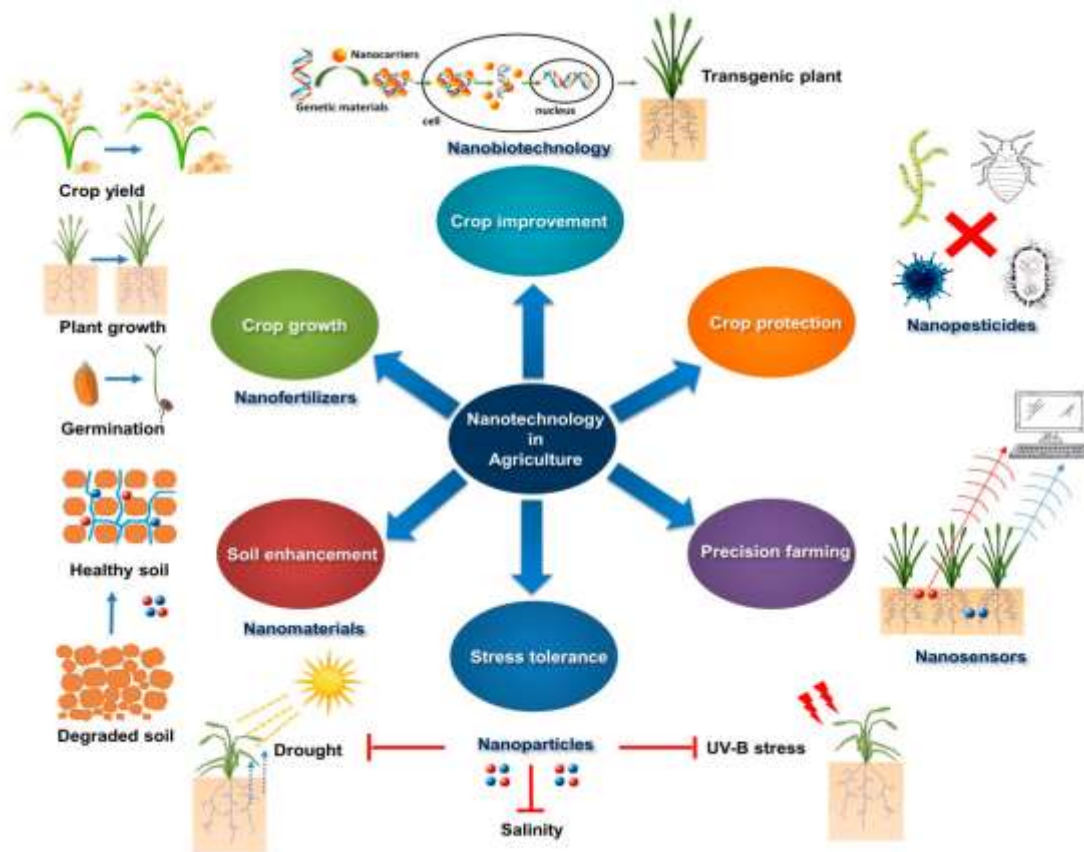 Nanocarriers
Genetic materials
cell
nucleus
Transgenic plant
Nanobiotechnology
Crop yield
Crop improvement
Plant growth
Crop growth
Crop protection
Nanopesticides
Nanofertilizers
Germination
Nanotechnology
in
Agriculture
Healthy soil
Soil enhancement
Precision farming
Nanomaterials
Stress tolerance
Nanosensors
Degraded soil
Drought
Nanoparticles
UV-B stress
Salinity